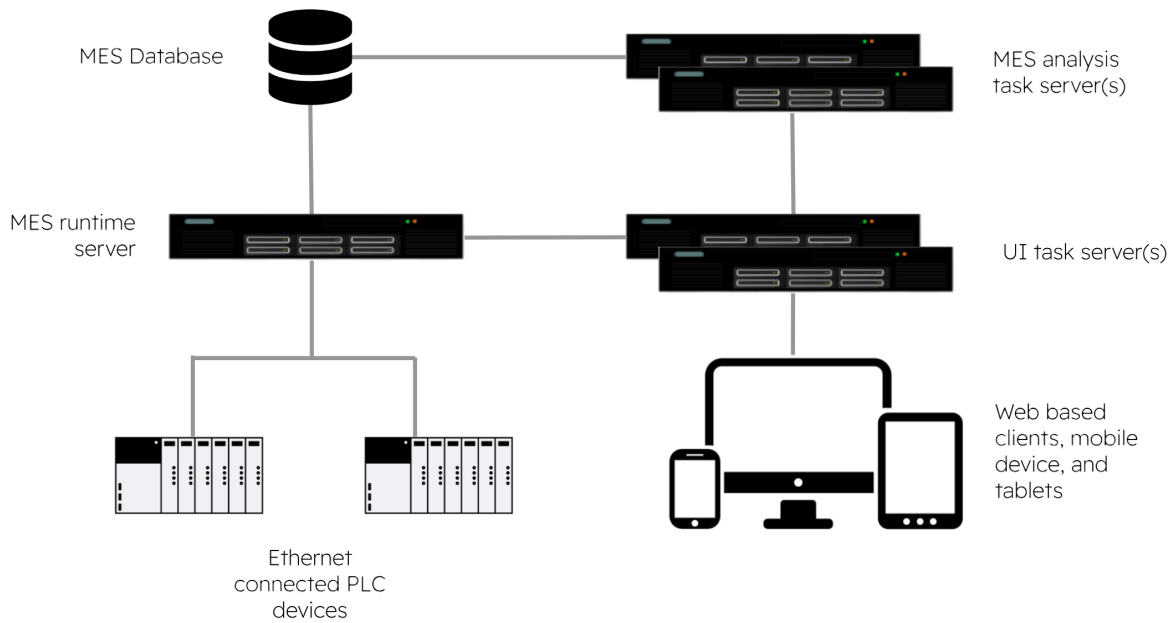 MES Database
MES analysis
task server(s)
MES runtime
server
UI task server(s)
Web based
clients, mobile
device, and
tablets
Ethernet
connected PLC
devices